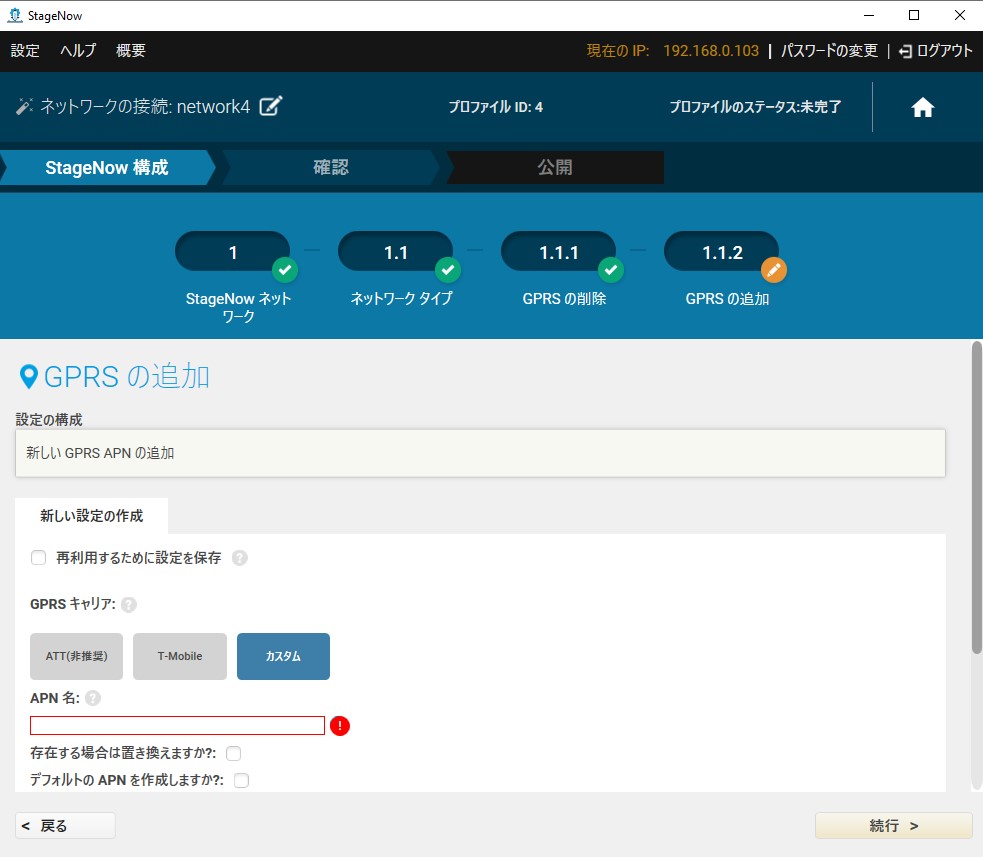 StageNow
設定 ヘルプ 概要 現在の IP: 192.168.0.103 | パスワードの変更 | ログアウト
ネットワークの接続: network4 プロファイル ID: 4 プロファイルのステータス:未完了
StageNow 構成 確認 公開
1 1.1 1.1.1 1.1.2
StageNow ネットワーク ネットワーク タイプ GPRS の削除 GPRS の追加
GPRS の追加
設定の構成
新しい GPRS APN の追加
新しい設定の作成
再利用するために設定を保存 ?
GPRS キャリア: ?
ATT(非推奨) T-Mobile カスタム
APN 名: ?
!
存在する場合は置き換えますか?:
デフォルトの APN を作成しますか?:
< 戻る 続行 >